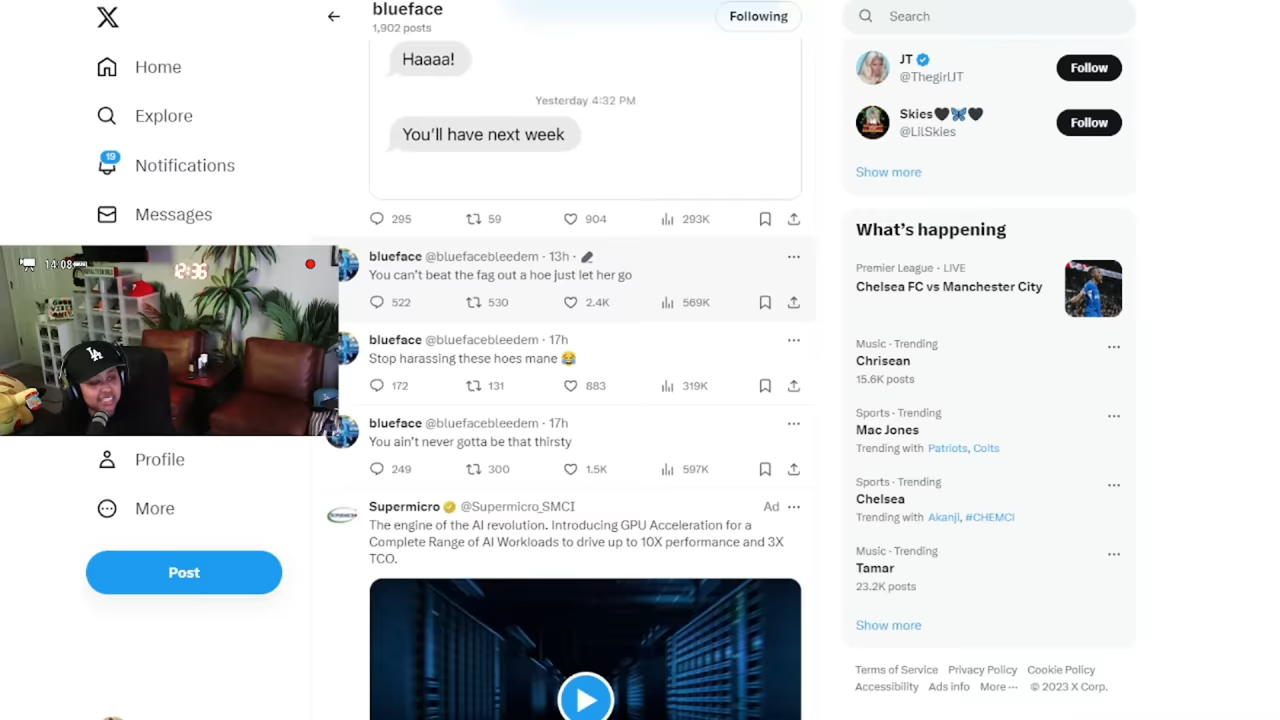 Home
Explore
19
Notifications
Messages
14:08
12:36
LA
Profile
More
Post
blueface
1,902 posts
Following
Haaaa!
Yesterday 4:32 PM
You'll have next week
295 59 904 293K
blueface @bluefacebleedem · 13h ·
You can't beat the fag out a hoe just let her go
522 530 2.4K 569K
blueface @bluefacebleedem · 17h
Stop harassing these hoes mane 😂
172 131 883 319K
blueface @bluefacebleedem · 17h
You ain't never gotta be that thirsty
249 300 1.5K 597K
Supermicro @Supermicro_SMCI Ad
The engine of the AI revolution. Introducing GPU Acceleration for a
Complete Range of AI Workloads to drive up to 10X performance and 3X
TCO.
Search
JT
@ThegirlJT
Follow
Skies🖤🦋🖤
@LilSkies
Follow
Show more
What's happening
Premier League · LIVE
Chelsea FC vs Manchester City
Music · Trending
Chrisean
15.6K posts
Sports · Trending
Mac Jones
Trending with Patriots, Colts
Sports · Trending
Chelsea
Trending with Akanji, #CHEMCI
Music · Trending
Tamar
23.2K posts
Show more
Terms of Service Privacy Policy Cookie Policy
Accessibility Ads info More ··· © 2023 X Corp.